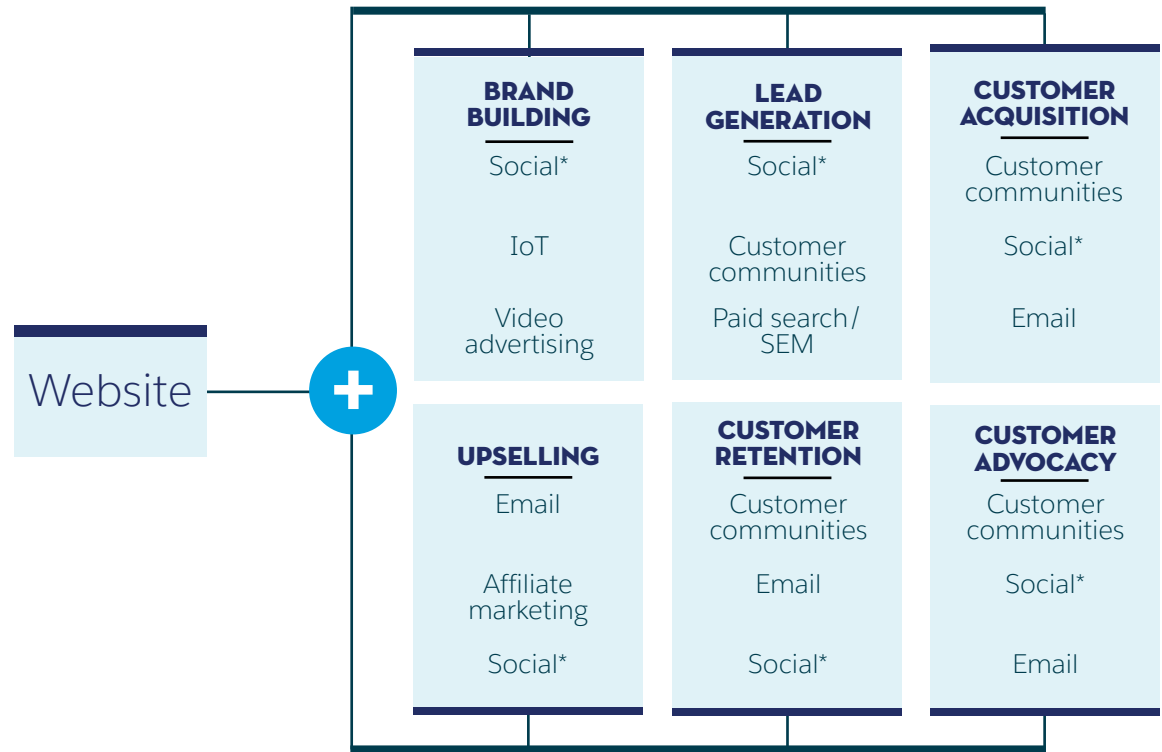 Website
BRAND
BUILDING
Social*
IoT
Video
advertising
LEAD
GENERATION
Social*
Customer
communities
Paid search/
SEM
CUSTOMER
ACQUISITION
Customer
communities
Social*
Email
UPSELLING
Email
Affiliate
marketing
Social*
CUSTOMER
RETENTION
Customer
communities
Email
Social*
CUSTOMER
ADVOCACY
Customer
communities
Social*
Email